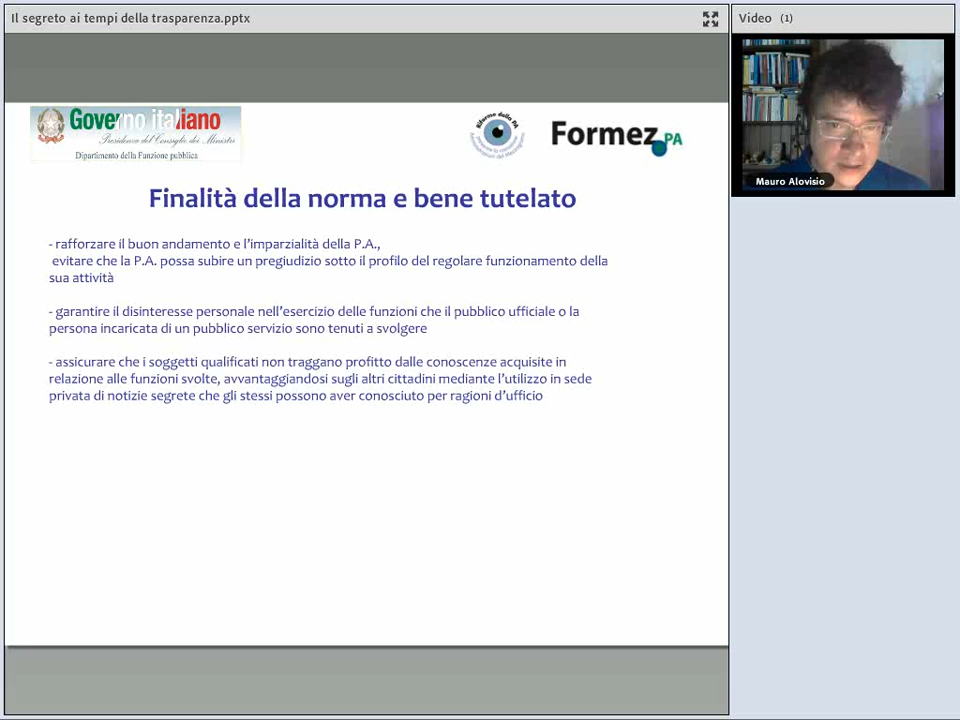 Il segreto ai tempi della trasparenza.pptx
Video (1)
Governo italiano
Presidenza del Consiglio dei Ministri
Dipartimento della Funzione pubblica
Riforme della PA
Formez PA
Mauro Alovisio
Finalità della norma e bene tutelato
- rafforzare il buon andamento e l'imparzialità della P.A.,
evitare che la P.A. possa subire un pregiudizio sotto il profilo del regolare funzionamento della
sua attività
- garantire il disinteresse personale nell'esercizio delle funzioni che il pubblico ufficiale o la
persona incaricata di un pubblico servizio sono tenuti a svolgere
- assicurare che i soggetti qualificati non traggano profitto dalle conoscenze acquisite in
relazione alle funzioni svolte, avvantaggiandosi sugli altri cittadini mediante l'utilizzo in sede
privata di notizie segrete che gli stessi possono aver conosciuto per ragioni d'ufficio